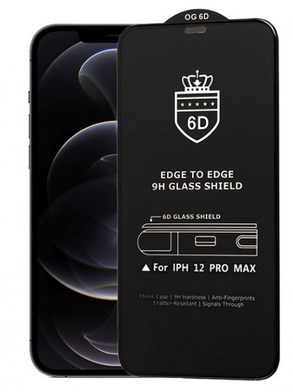 OG 6D
6D
EDGE TO EDGE
9H GLASS SHIELD
6D GLASS SHIELD
▲ For IPH 12 PRO MAX
Case | 9H Hardness | Anti-Fingerprints
Shatter-Resistant | Signals Through